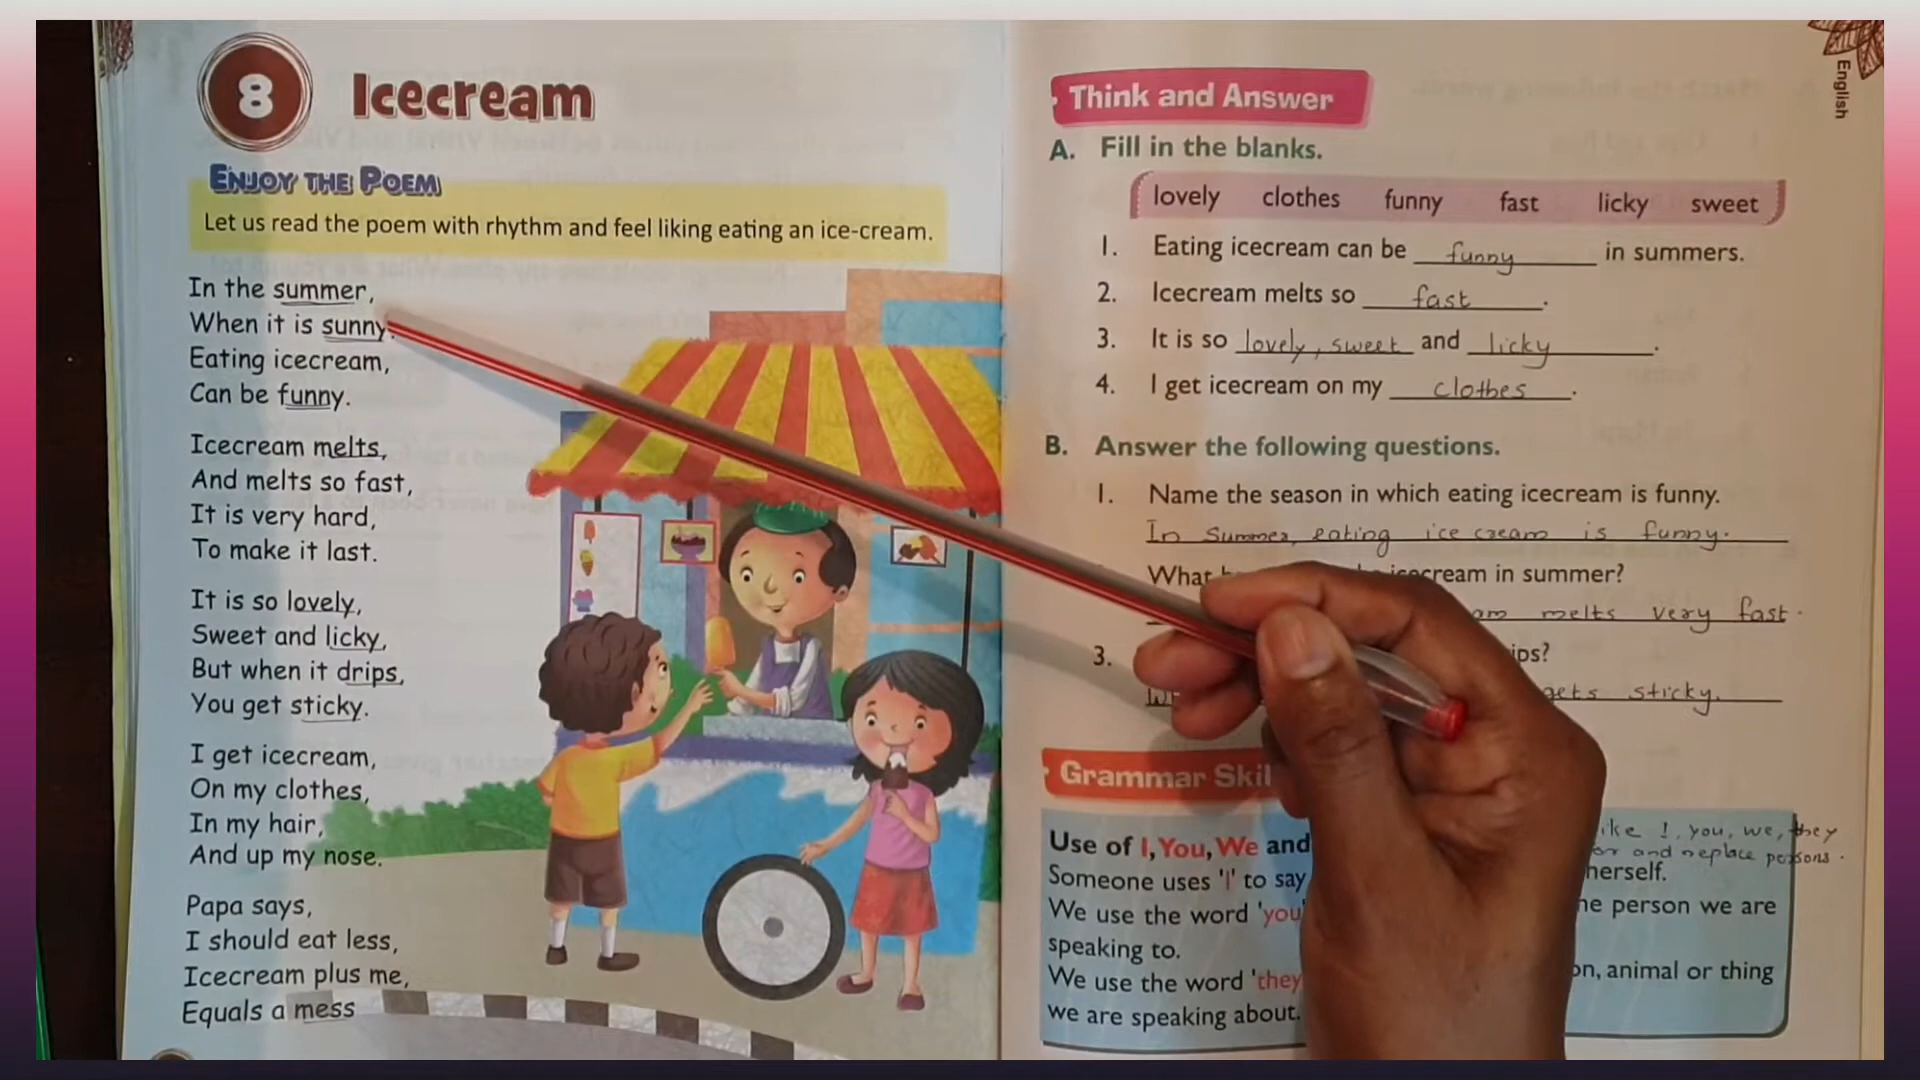 8 Icecream
ENJOY THE POEM
Let us read the poem with rhythm and feel liking eating an ice-cream.
In the summer,
When it is sunny.
Eating icecream,
Can be funny.
Icecream melts,
And melts so fast,
It is very hard,
To make it last.
It is so lovely,
Sweet and licky,
But when it drips,
You get sticky.
I get icecream,
On my clothes,
In my hair,
And up my nose.
Papa says,
I should eat less,
Icecream plus me,
Equals a mess
English
Think and Answer
A. Fill in the blanks.
lovely clothes funny fast licky sweet
1. Eating icecream can be funny in summers.
2. Icecream melts so fast.
3. It is so lovely, sweet and licky.
4. I get icecream on my clothes.
B. Answer the following questions.
1. Name the season in which eating icecream is funny.
In Summer, eating ice cream is funny.
What icecream in summer?
melts very fast.
3.
gets sticky.
Grammar
Use of I, You, We and
like I, you, we, they
and replace persons.
Someone uses 'I' to say herself.
We use the word 'you' person we are
speaking to.
We use the word 'they animal or thing
we are speaking about.